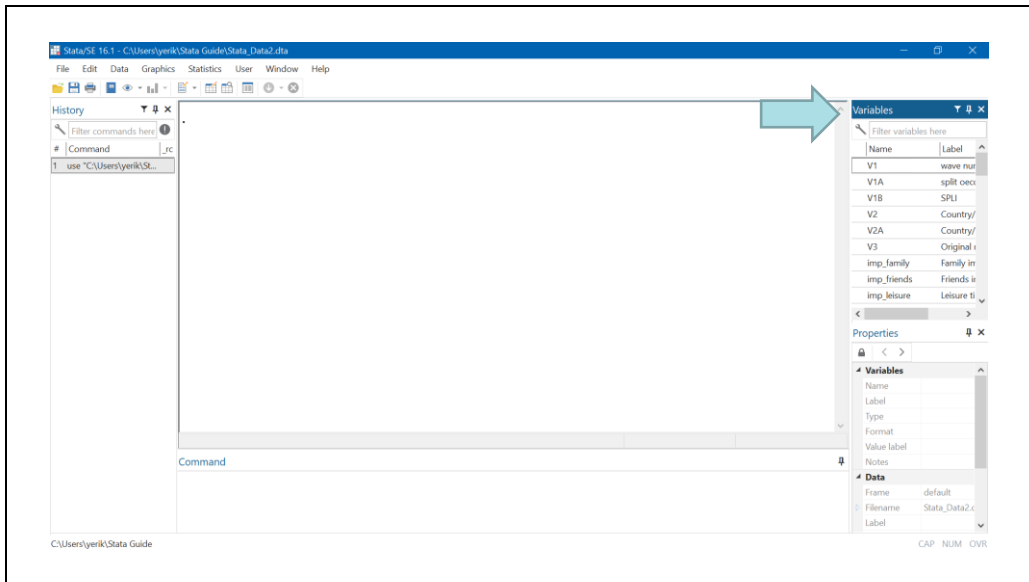 Stata/SE 16.1 - C:\Users\yerik\Stata Guide\Stata_Data2.dta
File Edit Data Graphics Statistics User Window Help
History
Filter commands here
# Command _rc
1 use "C:\Users\yerik\St...
.
Command
Variables
Filter variables here
Name Label
V1 wave nur
V1A split oec
V1B SPLI
V2 Country/
V2A Country/
V3 Original
imp_family Family im
imp_friends Friends i
imp_leisure Leisure ti
Properties
Variables
Name
Label
Type
Format
Value label
Notes
Data
Frame default
Filename Stata_Data2.c
Label
C:\Users\yerik\Stata Guide
CAP NUM OVR